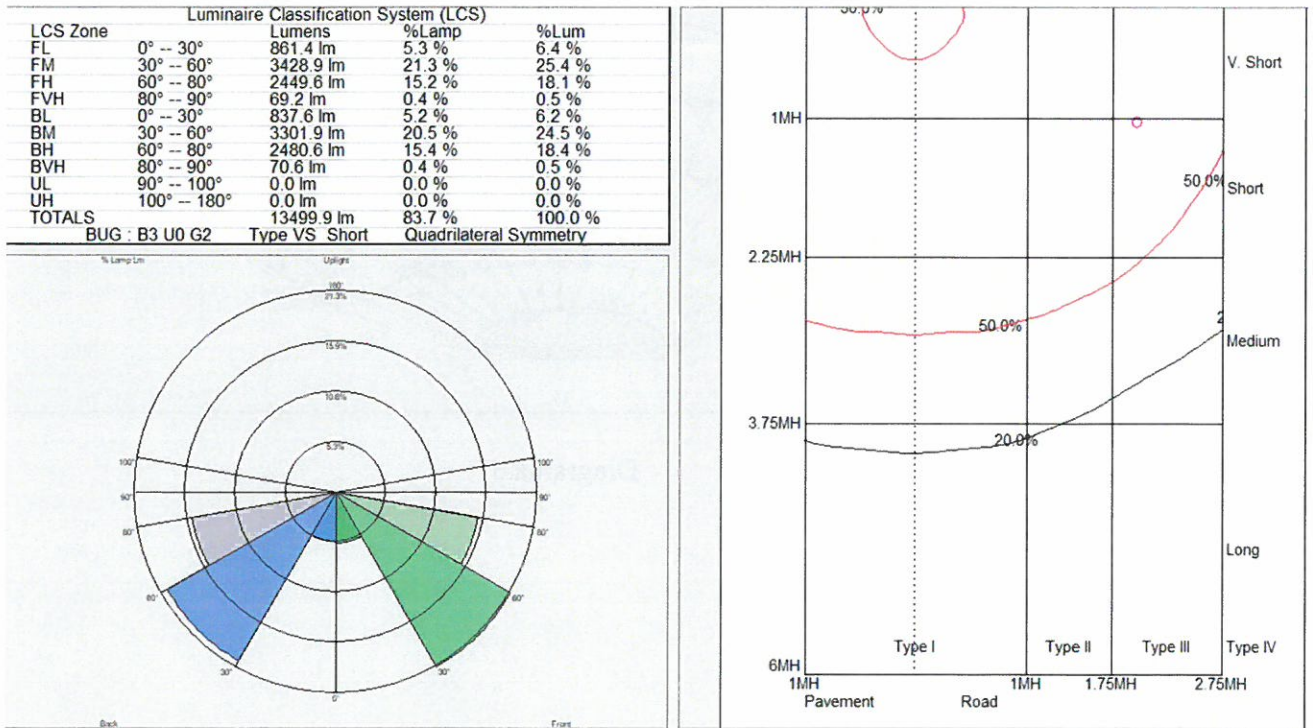 Luminaire Classification System (LCS)
LCS Zone Lumens %Lamp %Lum
FL 0° -- 30° 861.4 lm 5.3 % 6.4 %
FM 30° -- 60° 3428.9 lm 21.3 % 25.4 %
FH 60° -- 80° 2449.6 lm 15.2 % 18.1 %
FVH 80° -- 90° 69.2 lm 0.4 % 0.5 %
BL 0° -- 30° 837.6 lm 5.2 % 6.2 %
BM 30° -- 60° 3301.9 lm 20.5 % 24.5 %
BH 60° -- 80° 2480.6 lm 15.4 % 18.4 %
BVH 80° -- 90° 70.6 lm 0.4 % 0.5 %
UL 90° -- 100° 0.0 lm 0.0 % 0.0 %
UH 100° -- 180° 0.0 lm 0.0 % 0.0 %
TOTALS 13499.9 lm 83.7 % 100.0 %
BUG : B3 U0 G2 Type VS Short Quadrilateral Symmetry
% Lamp Lm Uplight
180°
21.3%
15.9%
10.6%
5.3%
100° 100°
90° 90°
80° 80°
60° 60°
30° 30°
0°
Back Front
50.0%
V. Short
1MH
50.0% Short
2.25MH
50.0%
2
Medium
3.75MH
20.0%
Long
Type I Type II Type III Type IV
6MH
1MH 1MH 1.75MH 2.75MH
Pavement Road